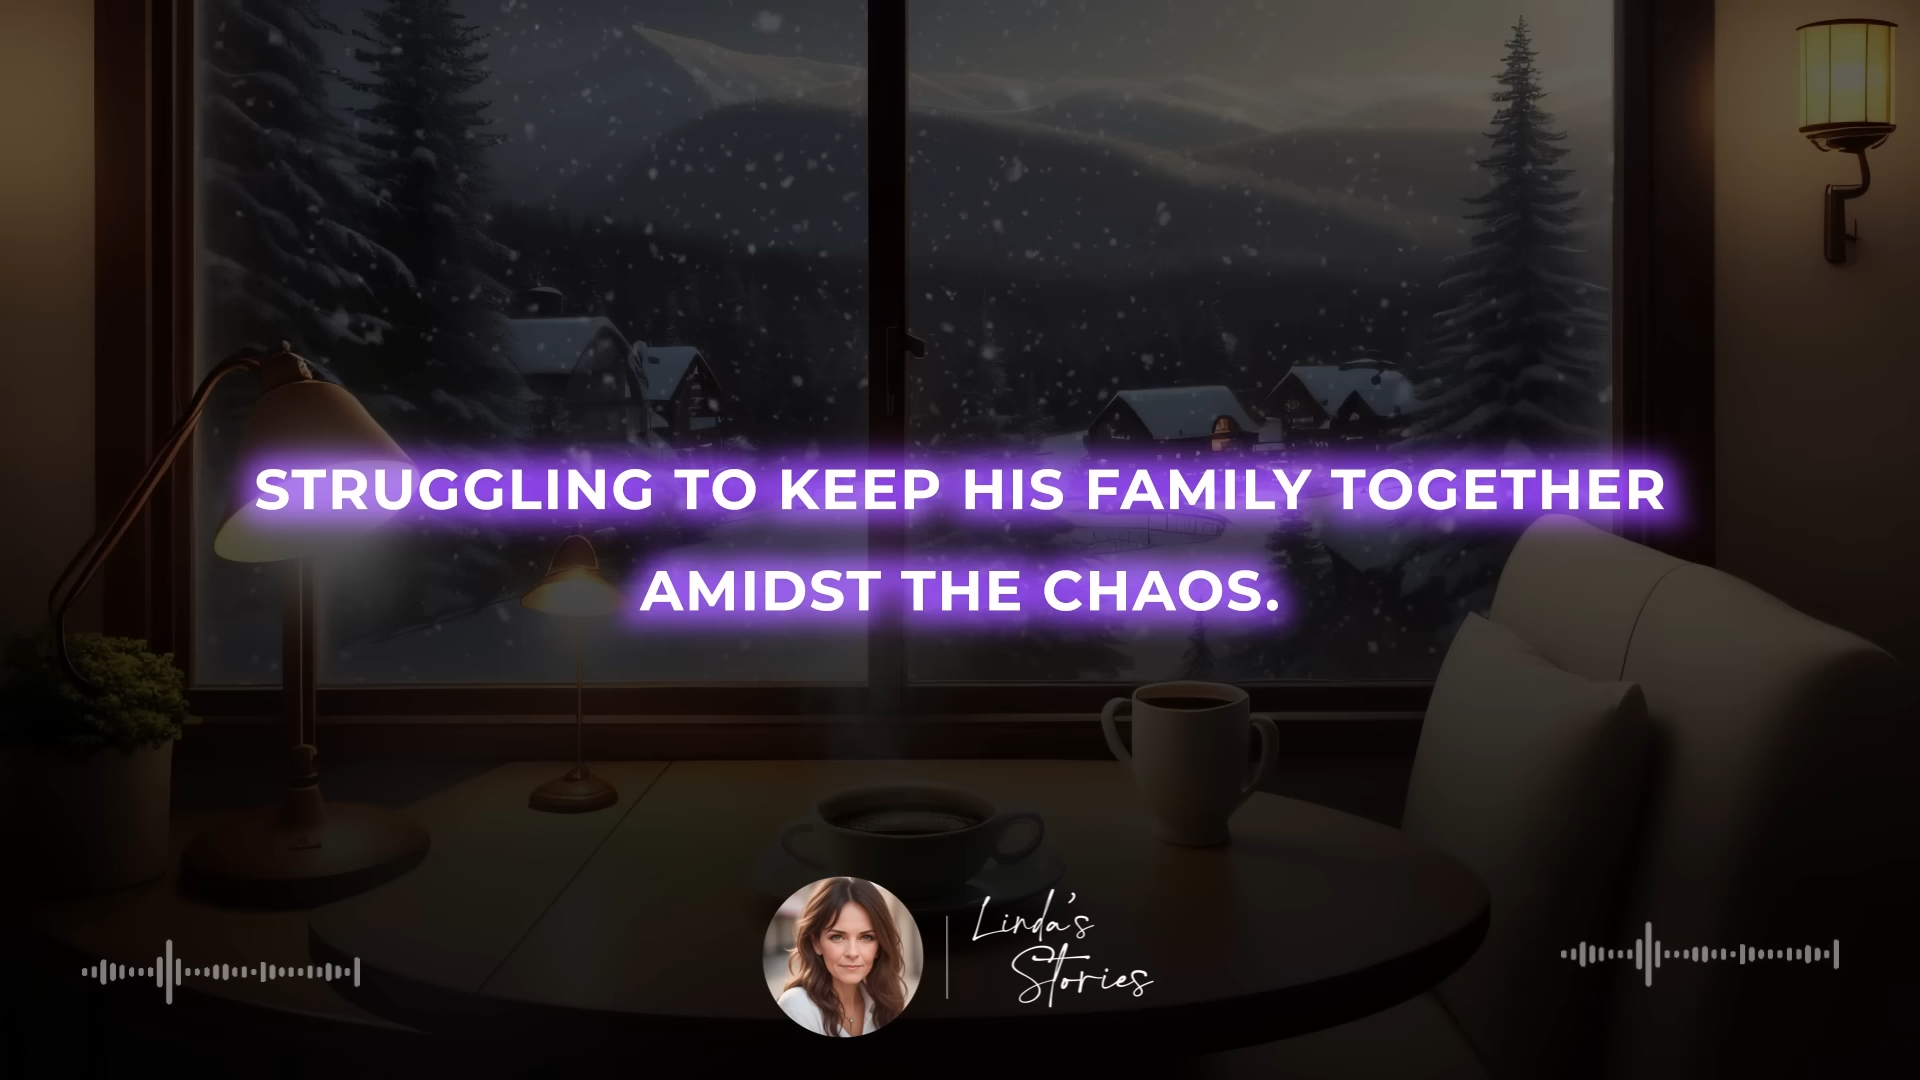 STRUGGLING TO KEEP HIS FAMILY TOGETHER
AMIDST THE CHAOS.
Linda's
Stories